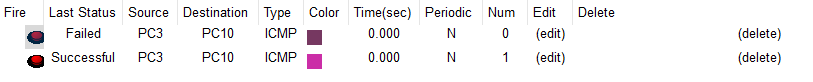 Fire Last Status Source Destination Type Color Time(sec) Periodic Num Edit Delete
Failed PC3 PC10 ICMP 0.000 N 0 (edit) (delete)
Successful PC3 PC10 ICMP 0.000 N 1 (edit) (delete)